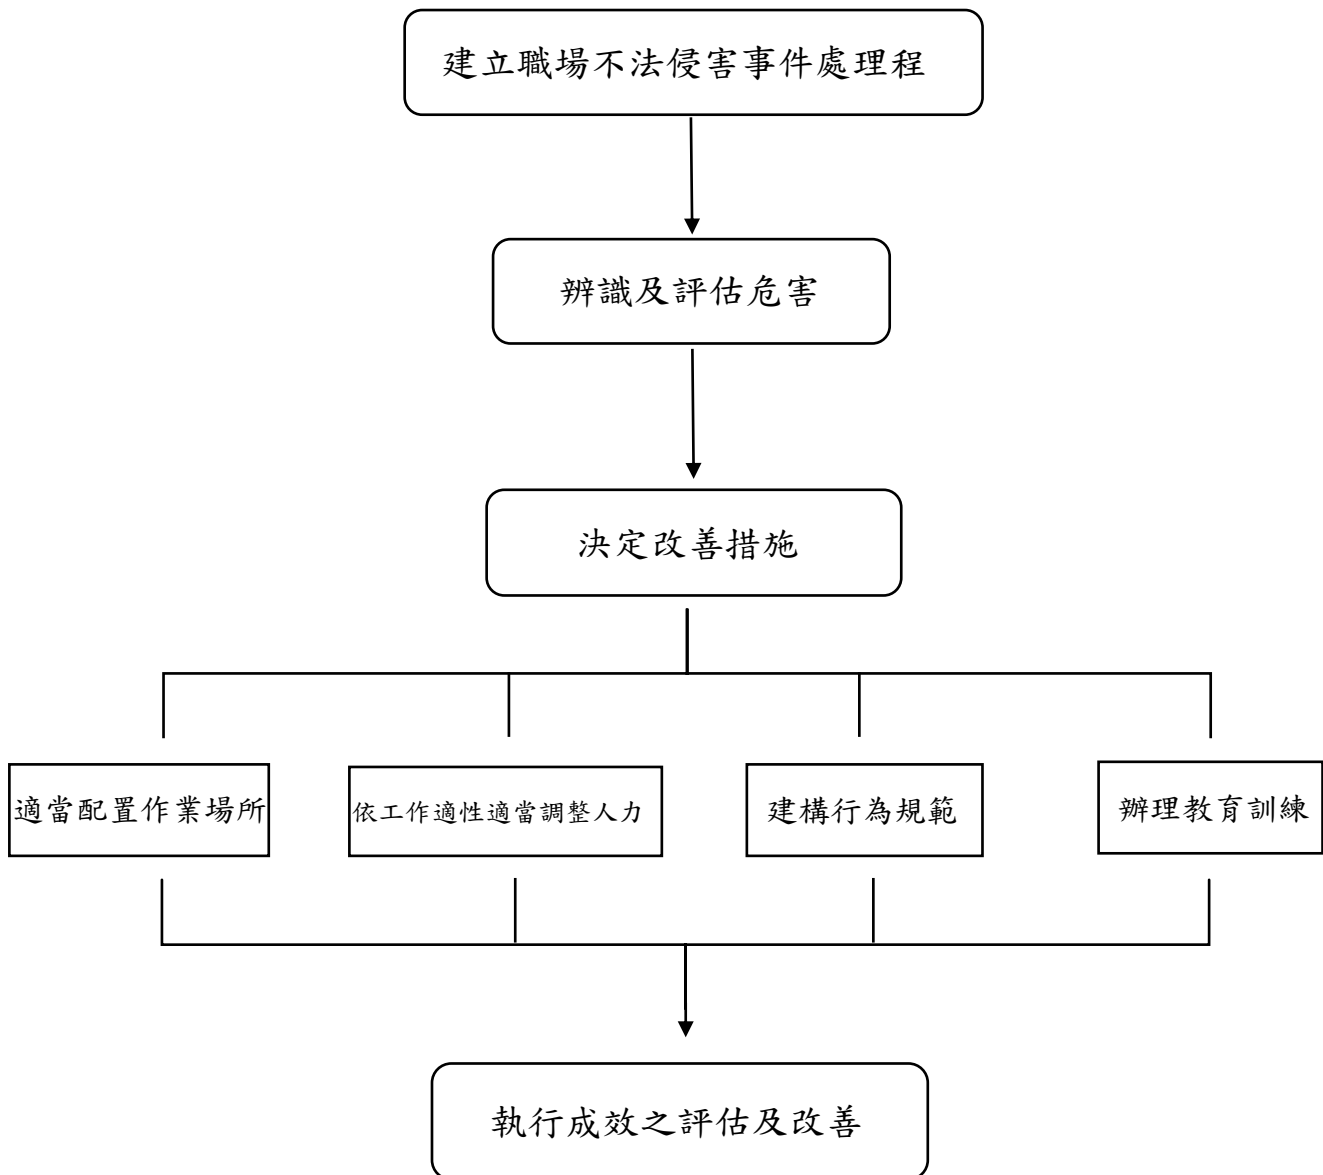 建立職場不法侵害事件處理程
辨識及評估危害
決定改善措施
適當配置作業場所
依工作適性適當調整人力
建構行為規範
辦理教育訓練
執行成效之評估及改善